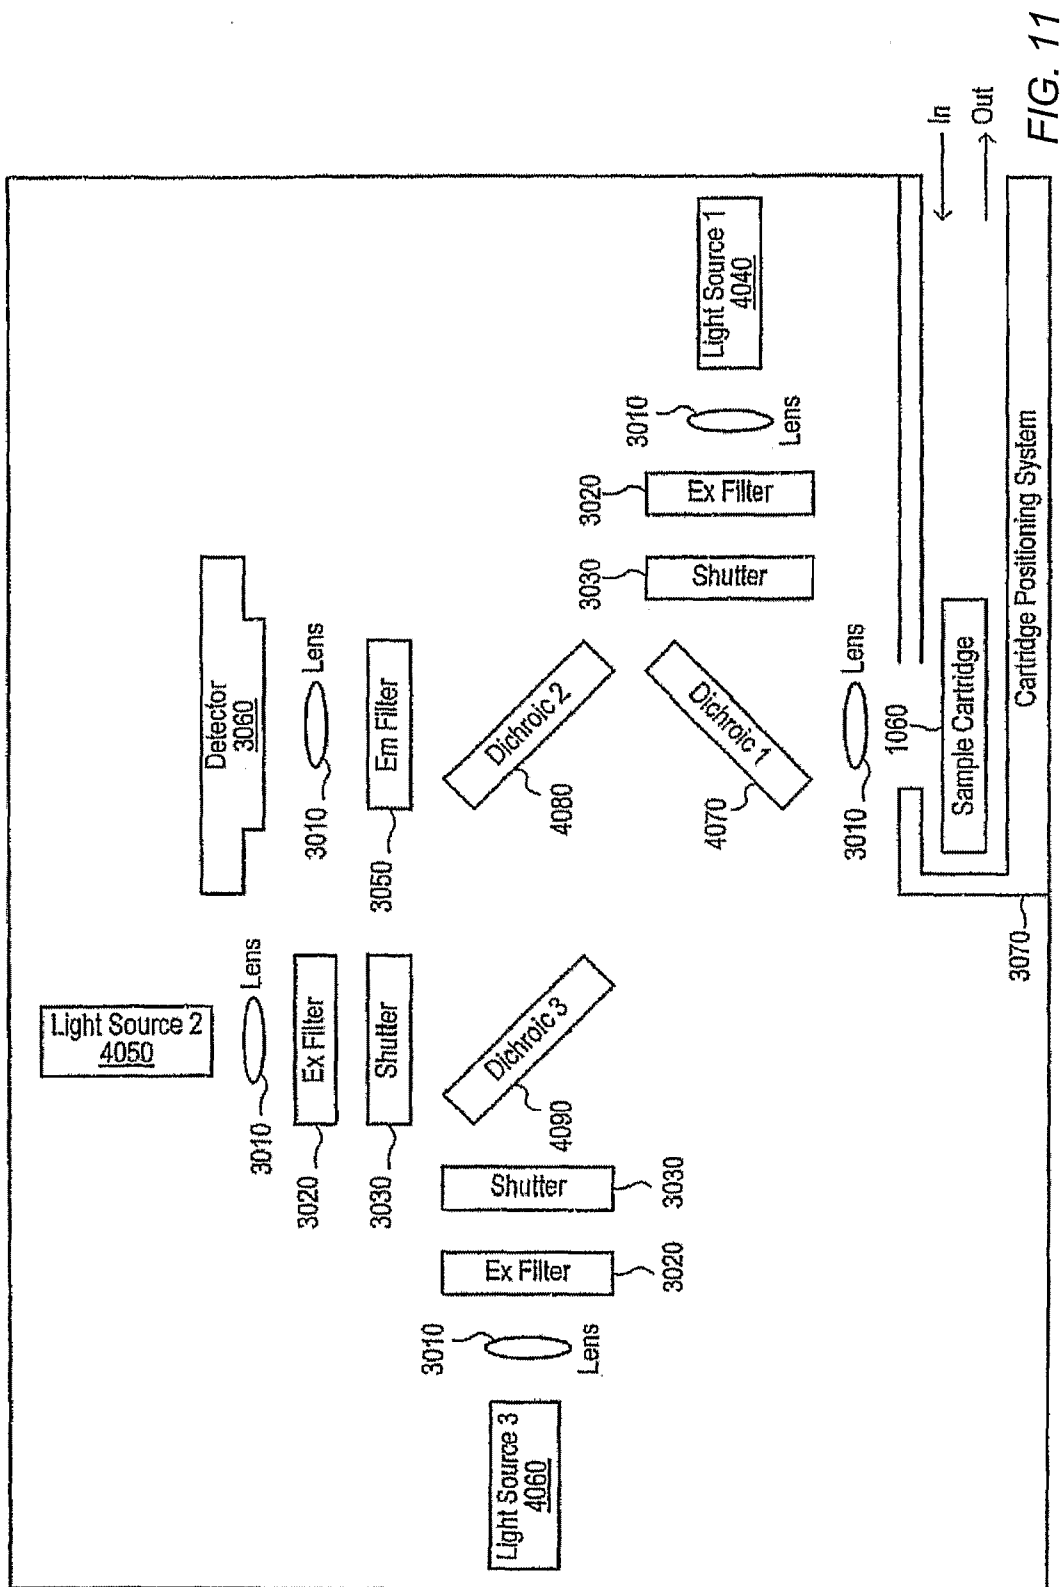 Light Source 2
4050
Detector
3060
3010
Lens
3020
Ex Filter
3010
Lens
3030
Shutter
3050
Em Filter
3010
Light Source 3
4060
Ex Filter
Shutter
Dichroic 3
Dichroic 2
4090
4080
Lens
3020
3030
3020
3030
3010
4070
Dichroic 1
Shutter
Ex Filter
Light Source 1
4040
Lens
3010
Lens
1060
In
Sample Cartridge
Out
3070
Cartridge Positioning System
FIG. 11